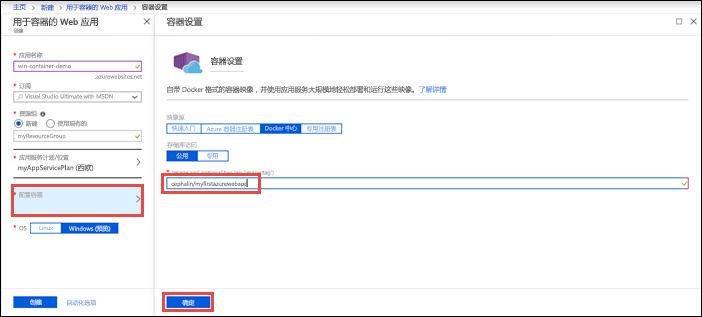 主页 > 新建 > 用于容器的 Web 应用 > 容器设置
用于容器的 Web 应用
创建
* 应用名称
win-container-demo
.azurewebsites.net
* 订阅
Visual Studio Ultimate with MSDN
* 资源组
新建 使用现有的
myResourceGroup
* 应用服务计划/位置
myAppServicePlan (西欧)
* 配置容器
* OS Linux Windows (预览)
创建 自动化选项
容器设置
容器设置
自带 Docker 格式的容器映像，并使用应用服务大规模地轻松部署和运行这些映像。了解详情
映像源
快速入门 Azure 容器注册表 Docker 中心 专用注册表
存储库访问
公用 专用
cephalin/myfirstazurewebapp
确定